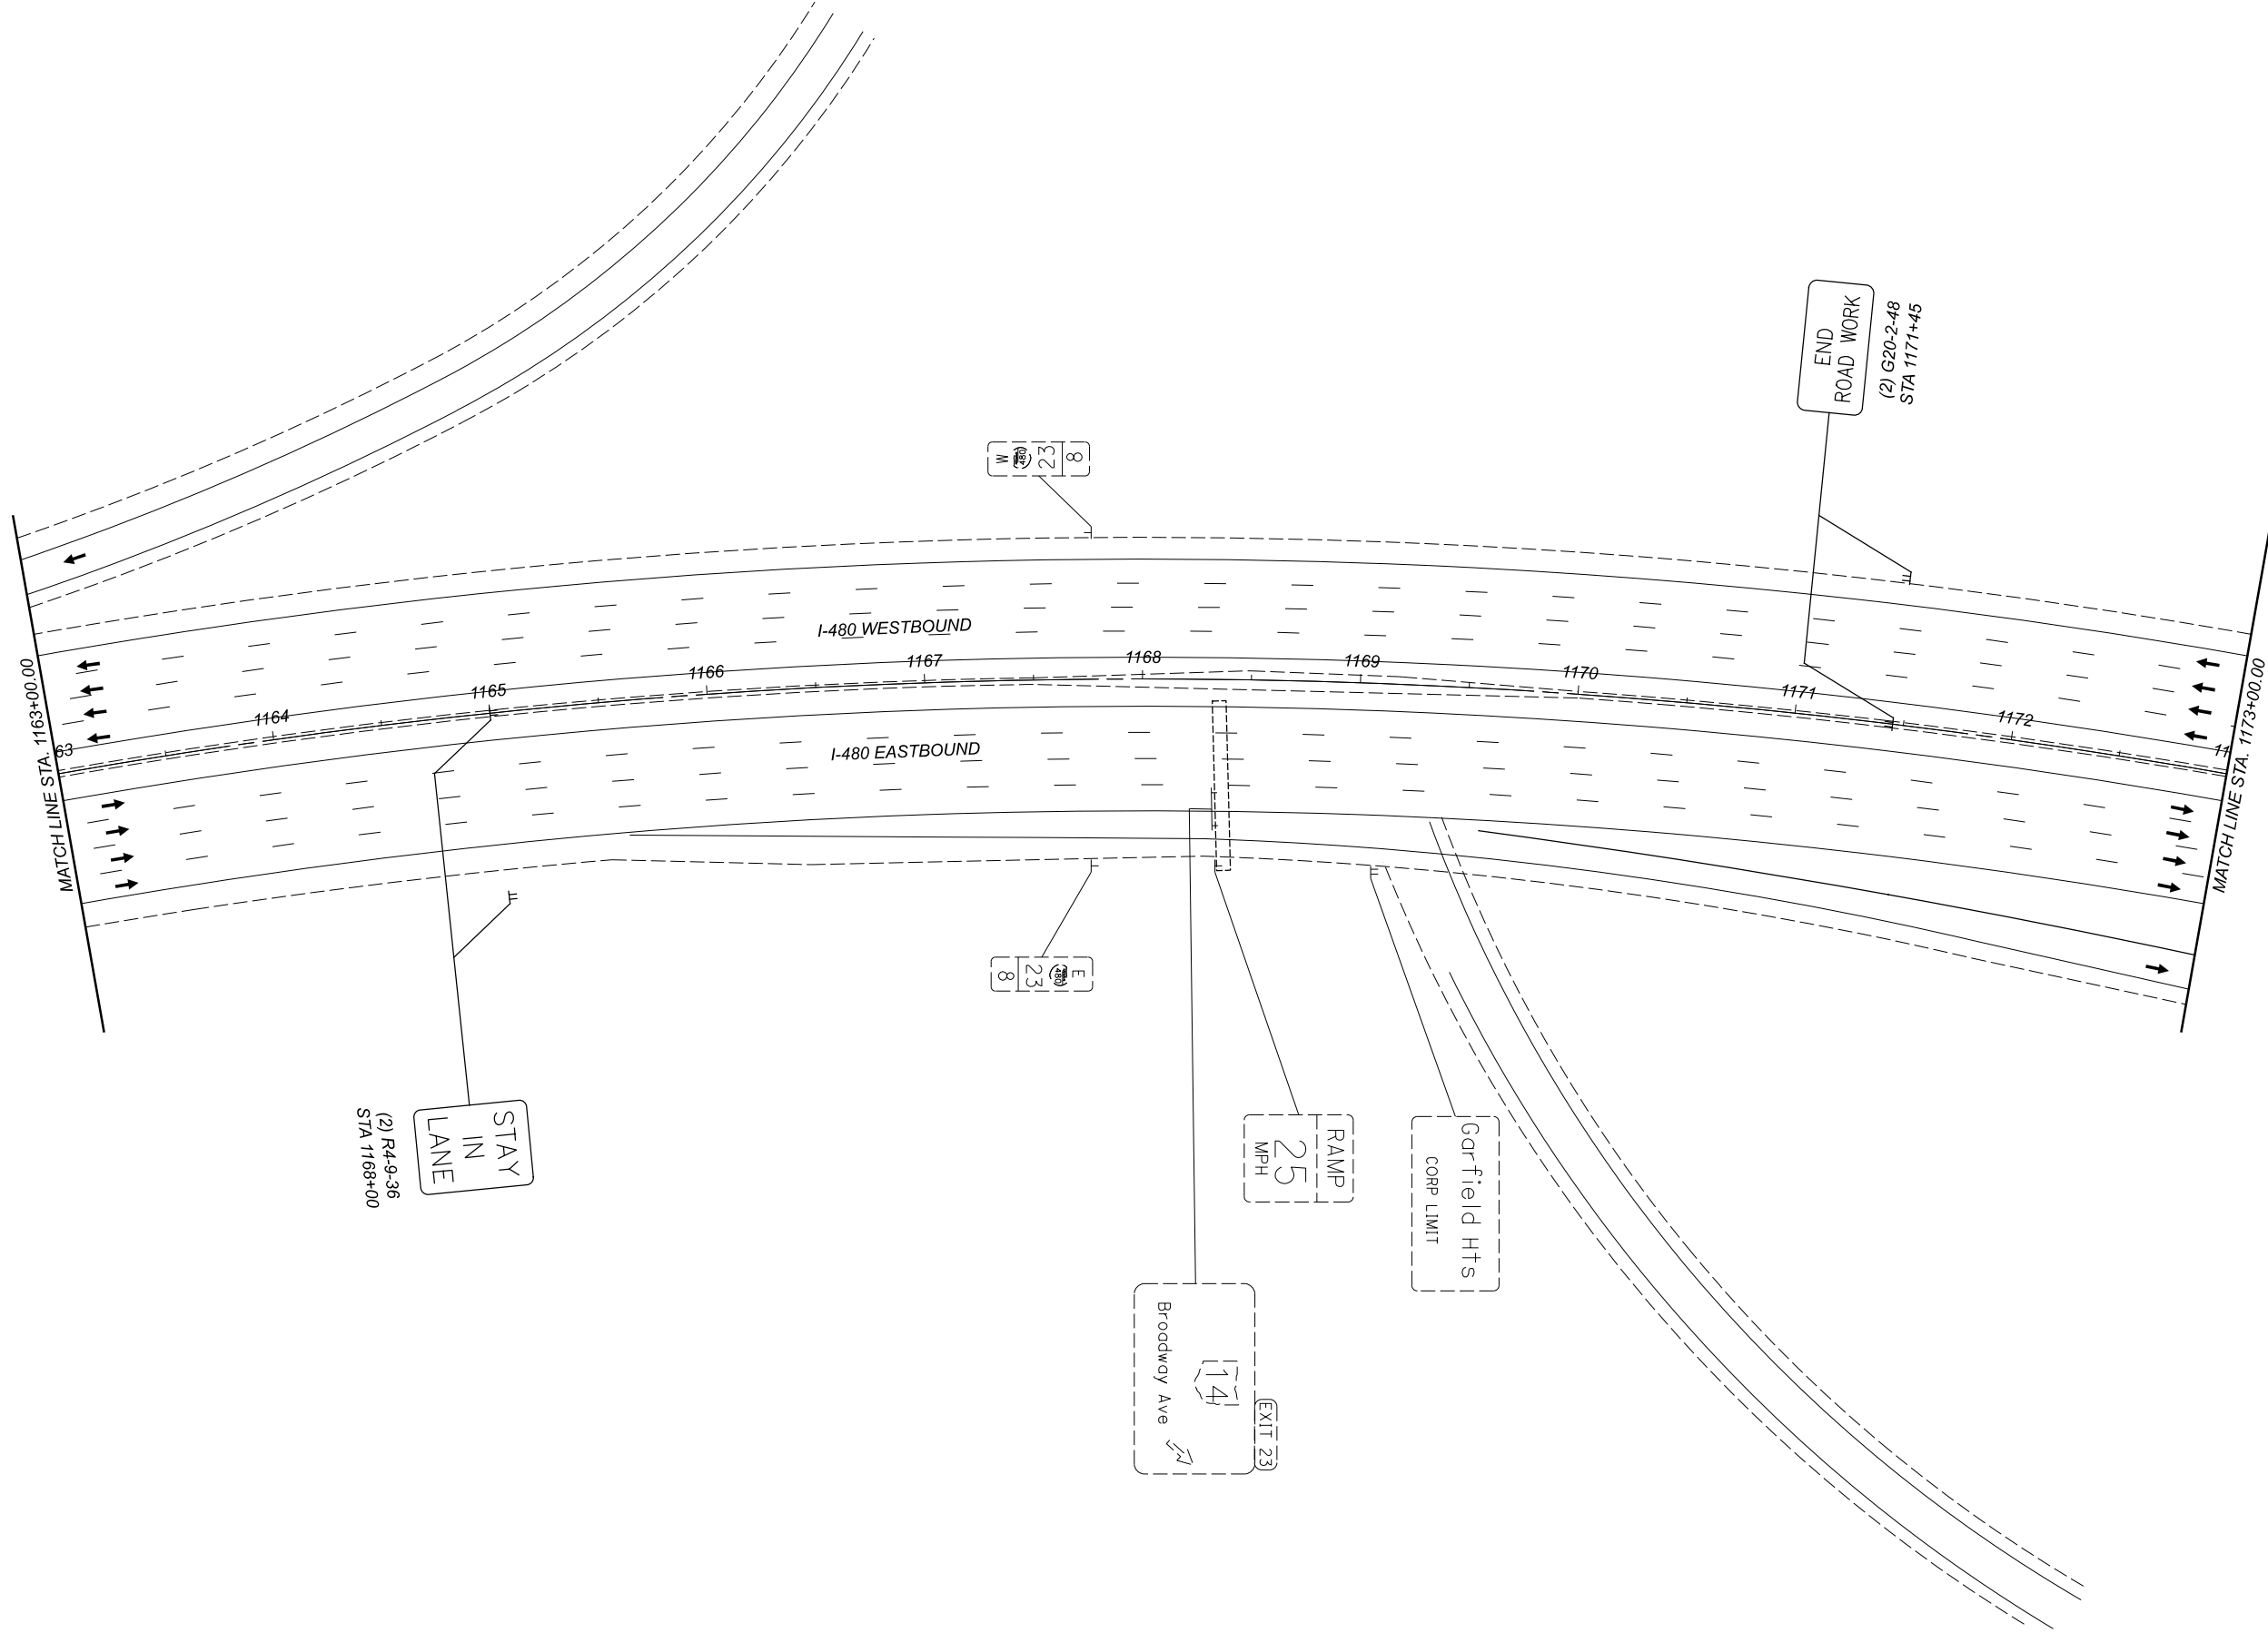 END
ROAD WORK
(2) G20-2-48
STA 1171+45
W
480
23
8
I-480 WESTBOUND
MATCH LINE STA. 1163+00.00
63
1164
1165
1166
1167
1168
1169
1170
1171
1172
11
MATCH LINE STA. 1173+00.00
I-480 EASTBOUND
E
480
23
8
STAY
IN
LANE
(2) R4-9-36
STA 1168+00
RAMP
25
MPH
Garfield Hts
CORP LIMIT
EXIT 23
14
Broadway Ave